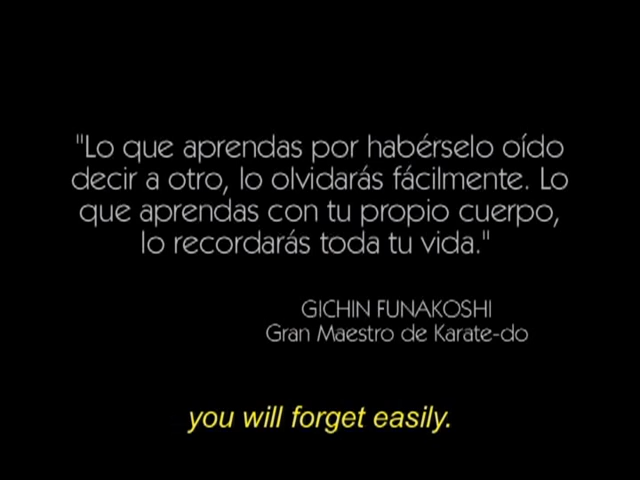 "Lo que aprendas por habérselo oído
decir a otro, lo olvidarás fácilmente. Lo
que aprendas con tu propio cuerpo,
lo recordarás toda tu vida."
GICHIN FUNAKOSHI
Gran Maestro de Karate-do
you will forget easily.